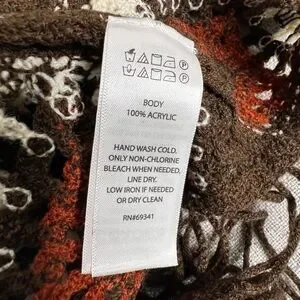 BODY
100% ACRYLIC
HAND WASH COLD.
ONLY NON-CHLORINE
BLEACH WHEN NEEDED.
LINE DRY.
LOW IRON IF NEEDED
OR DRY CLEAN
RN#69341